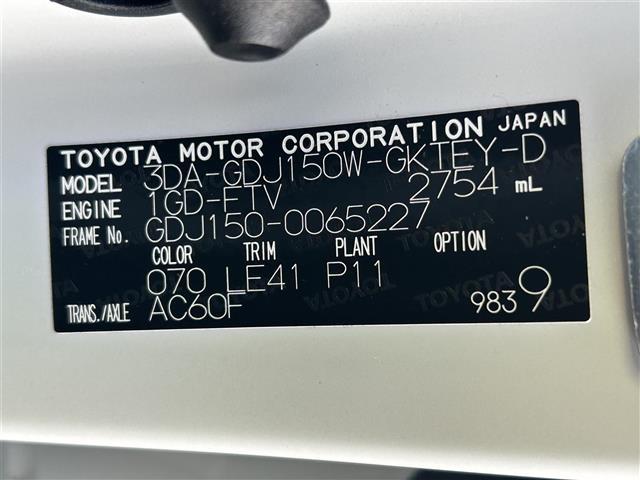 TOYOTA MOTOR CORPORATION JAPAN
MODEL 3DA-GDJ150W-GKTEY-D
ENGINE 1GD-FTV 2754 mL
FRAME No. GDJ150-0065227
COLOR TRIM PLANT OPTION
070 LE41 P11
TRANS./AXLE AC60F 9839